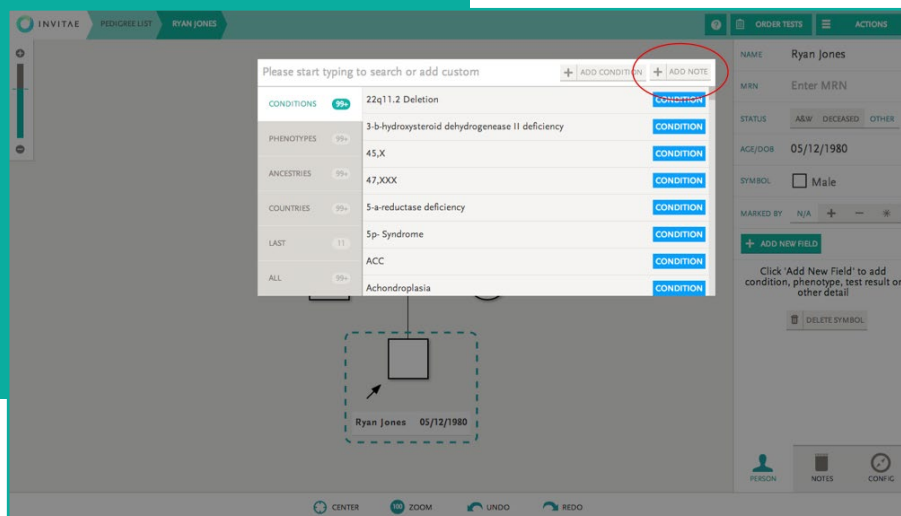 INVITAE
PEDIGREE LIST
RYAN JONES
?
ORDER TESTS
ACTIONS
Please start typing to search or add custom
+ ADD CONDITION
+ ADD NOTE
CONDITIONS 99+
PHENOTYPES 99+
ANCESTRIES 99+
COUNTRIES 99+
LAST 11
ALL 99+
22q11.2 Deletion CONDITION
3-b-hydroxysteroid dehydrogenease II deficiency CONDITION
45,X CONDITION
47,XXX CONDITION
5-a-reductase deficiency CONDITION
5p- Syndrome CONDITION
ACC CONDITION
Achondroplasia CONDITION
NAME Ryan Jones
MRN Enter MRN
STATUS A&W DECEASED OTHER
AGE/DOB 05/12/1980
SYMBOL Male
MARKED BY N/A + − *
+ ADD NEW FIELD
Click 'Add New Field' to add
condition, phenotype, test result or
other detail
DELETE SYMBOL
Ryan Jones 05/12/1980
PERSON
NOTES
CONFIG
CENTER
100 ZOOM
UNDO
REDO